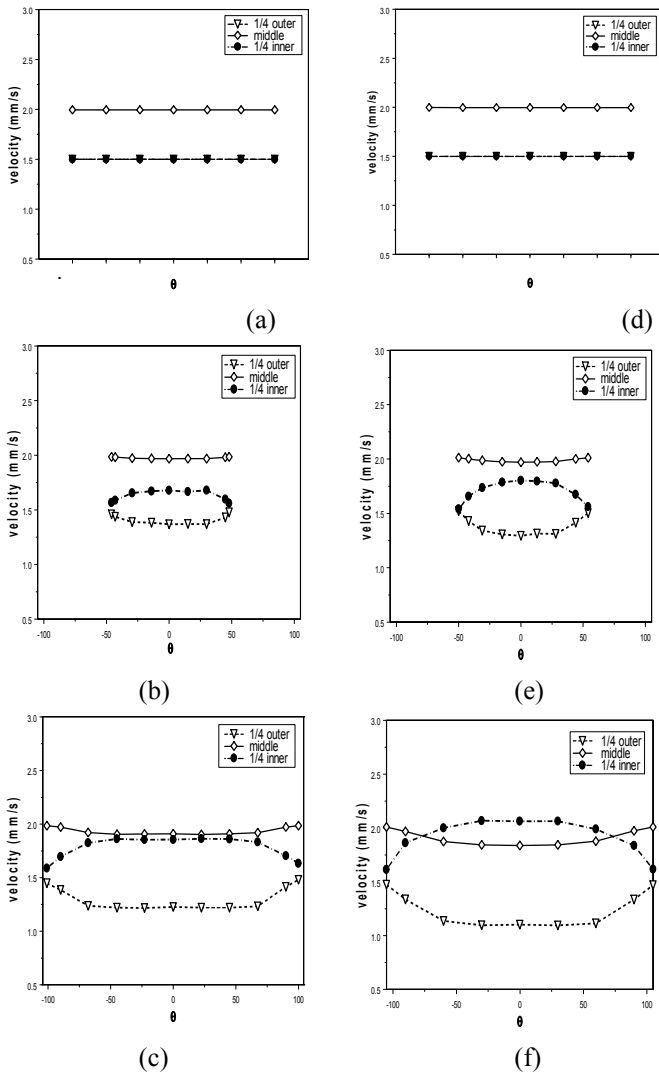 1/4 outer
middle
1/4 inner
velocity (mm/s)
3.0
2.5
2.0
1.5
1.0
0.5
θ
(a)
1/4 outer
middle
1/4 inner
velocity (mm/s)
3.0
2.5
2.0
1.5
1.0
0.5
θ
(d)
1/4 outer
middle
1/4 inner
velocity (mm/s)
3.0
2.5
2.0
1.5
1.0
0.5
-100 -50 0 50 100
θ
(b)
1/4 outer
middle
1/4 inner
velocity (mm/s)
3.0
2.5
2.0
1.5
1.0
0.5
-100 -50 0 50 100
θ
(e)
1/4 outer
middle
1/4 inner
velocity (mm/s)
3.0
2.5
2.0
1.5
1.0
0.5
-100 -50 0 50 100
θ
(c)
1/4 outer
middle
1/4 inner
velocity (mm/s)
3.0
2.5
2.0
1.5
1.0
0.5
-100 -50 0 50 100
θ
(f)